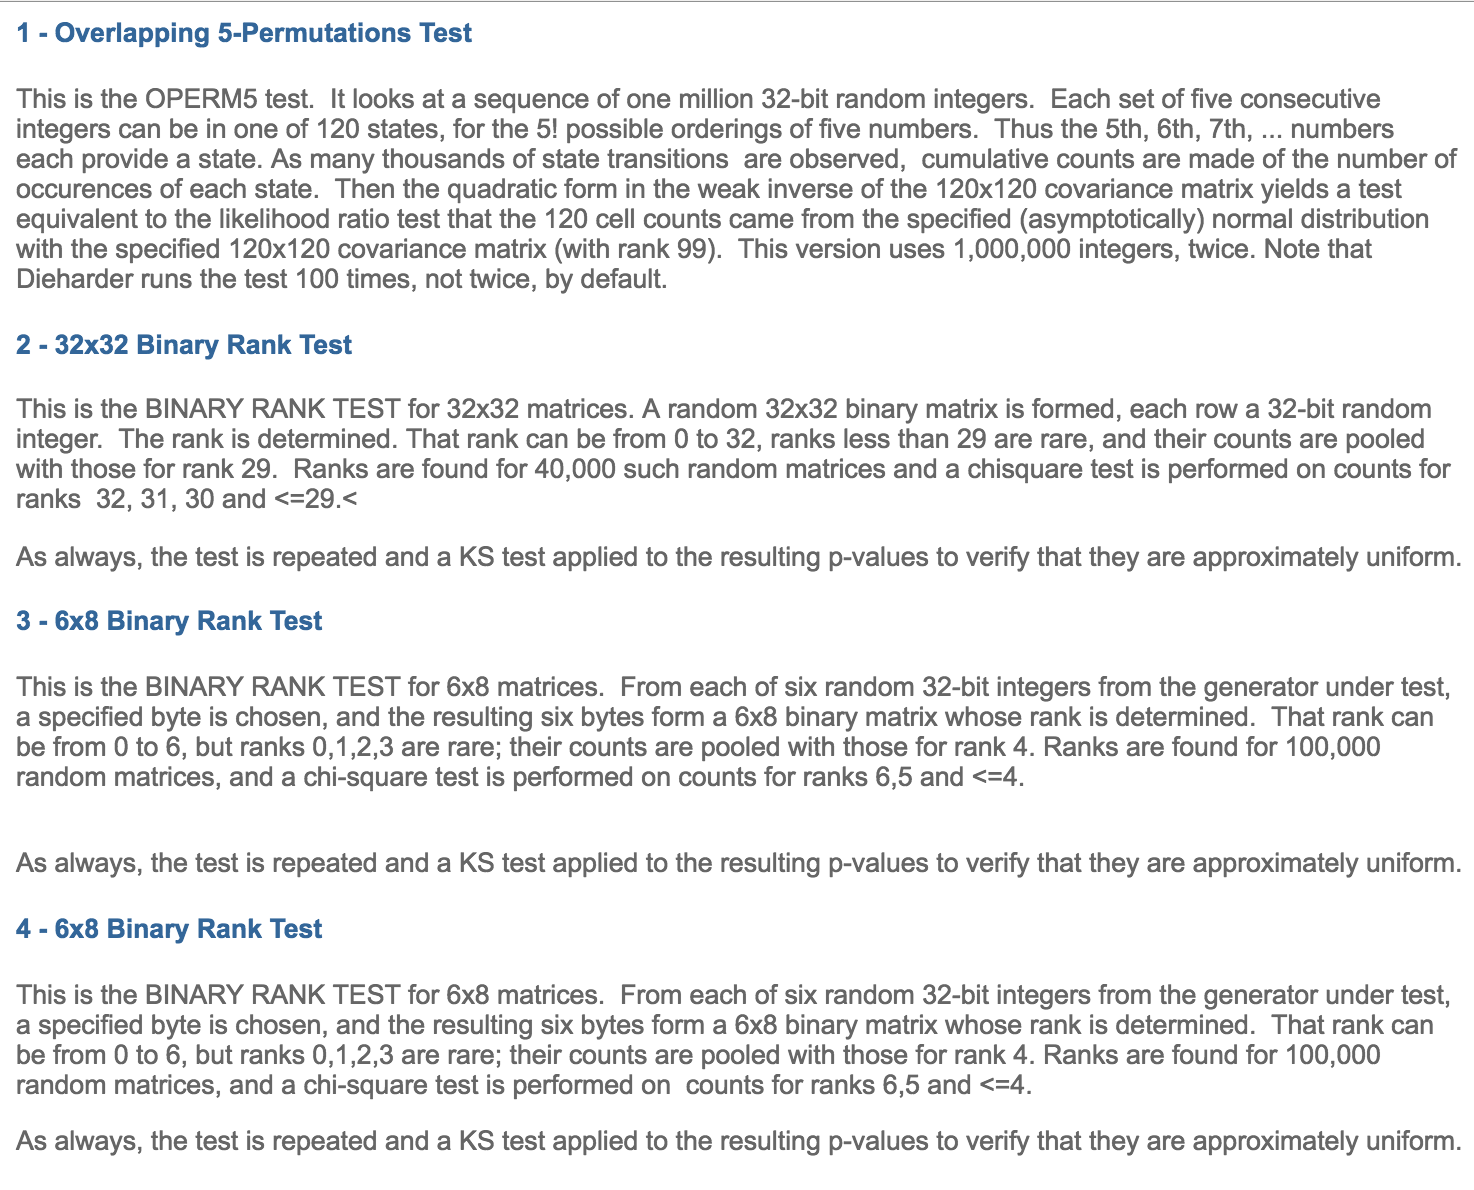 1 - Overlapping 5-Permutations Test
This is the OPERM5 test.  It looks at a sequence of one million 32-bit random integers.  Each set of five consecutive
integers can be in one of 120 states, for the 5! possible orderings of five numbers.  Thus the 5th, 6th, 7th, ... numbers
each provide a state. As many thousands of state transitions  are observed,  cumulative counts are made of the number of
occurences of each state.  Then the quadratic form in the weak inverse of the 120x120 covariance matrix yields a test
equivalent to the likelihood ratio test that the 120 cell counts came from the specified (asymptotically) normal distribution
with the specified 120x120 covariance matrix (with rank 99).  This version uses 1,000,000 integers, twice. Note that
Dieharder runs the test 100 times, not twice, by default.
2 - 32x32 Binary Rank Test
This is the BINARY RANK TEST for 32x32 matrices. A random 32x32 binary matrix is formed, each row a 32-bit random
integer.  The rank is determined. That rank can be from 0 to 32, ranks less than 29 are rare, and their counts are pooled
with those for rank 29.  Ranks are found for 40,000 such random matrices and a chisquare test is performed on counts for
ranks  32, 31, 30 and <=29.<
As always, the test is repeated and a KS test applied to the resulting p-values to verify that they are approximately uniform.
3 - 6x8 Binary Rank Test
This is the BINARY RANK TEST for 6x8 matrices.  From each of six random 32-bit integers from the generator under test,
a specified byte is chosen, and the resulting six bytes form a 6x8 binary matrix whose rank is determined.  That rank can
be from 0 to 6, but ranks 0,1,2,3 are rare; their counts are pooled with those for rank 4. Ranks are found for 100,000
random matrices, and a chi-square test is performed on counts for ranks 6,5 and <=4.
As always, the test is repeated and a KS test applied to the resulting p-values to verify that they are approximately uniform.
4 - 6x8 Binary Rank Test
This is the BINARY RANK TEST for 6x8 matrices.  From each of six random 32-bit integers from the generator under test,
a specified byte is chosen, and the resulting six bytes form a 6x8 binary matrix whose rank is determined.  That rank can
be from 0 to 6, but ranks 0,1,2,3 are rare; their counts are pooled with those for rank 4. Ranks are found for 100,000
random matrices, and a chi-square test is performed on  counts for ranks 6,5 and <=4.
As always, the test is repeated and a KS test applied to the resulting p-values to verify that they are approximately uniform.